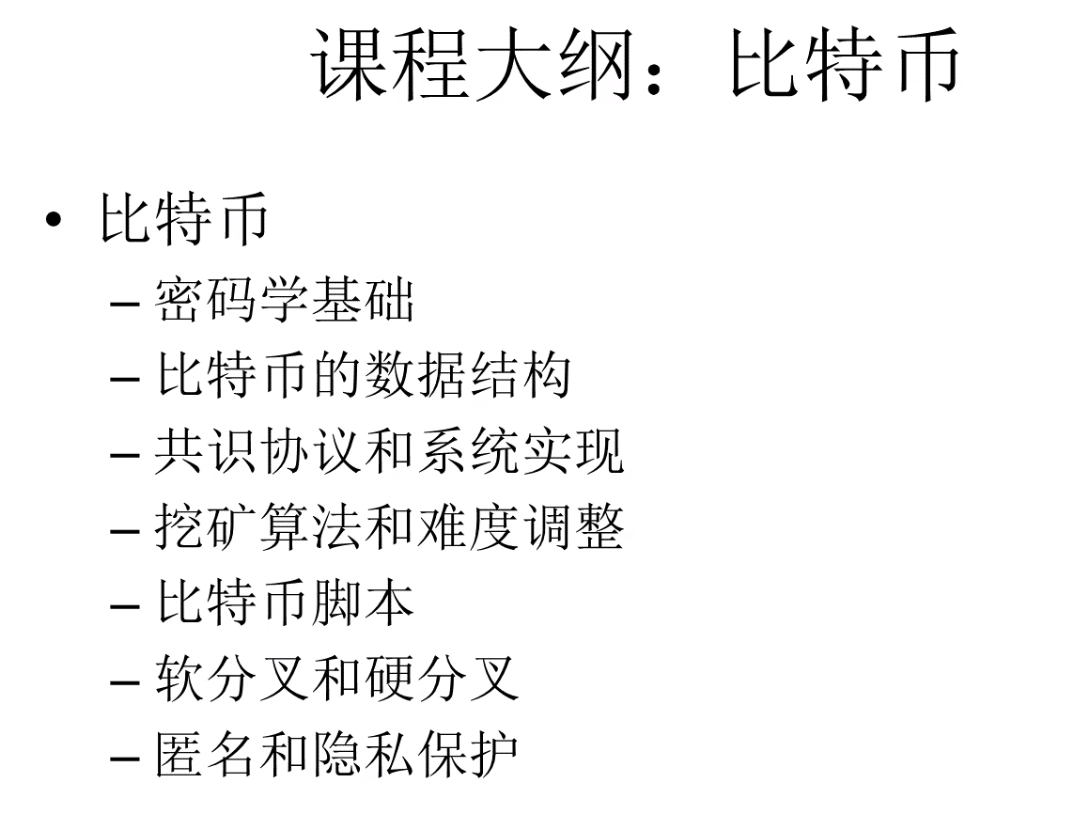 课程大纲：比特币
• 比特币
– 密码学基础
– 比特币的数据结构
– 共识协议和系统实现
– 挖矿算法和难度调整
– 比特币脚本
– 软分叉和硬分叉
– 匿名和隐私保护